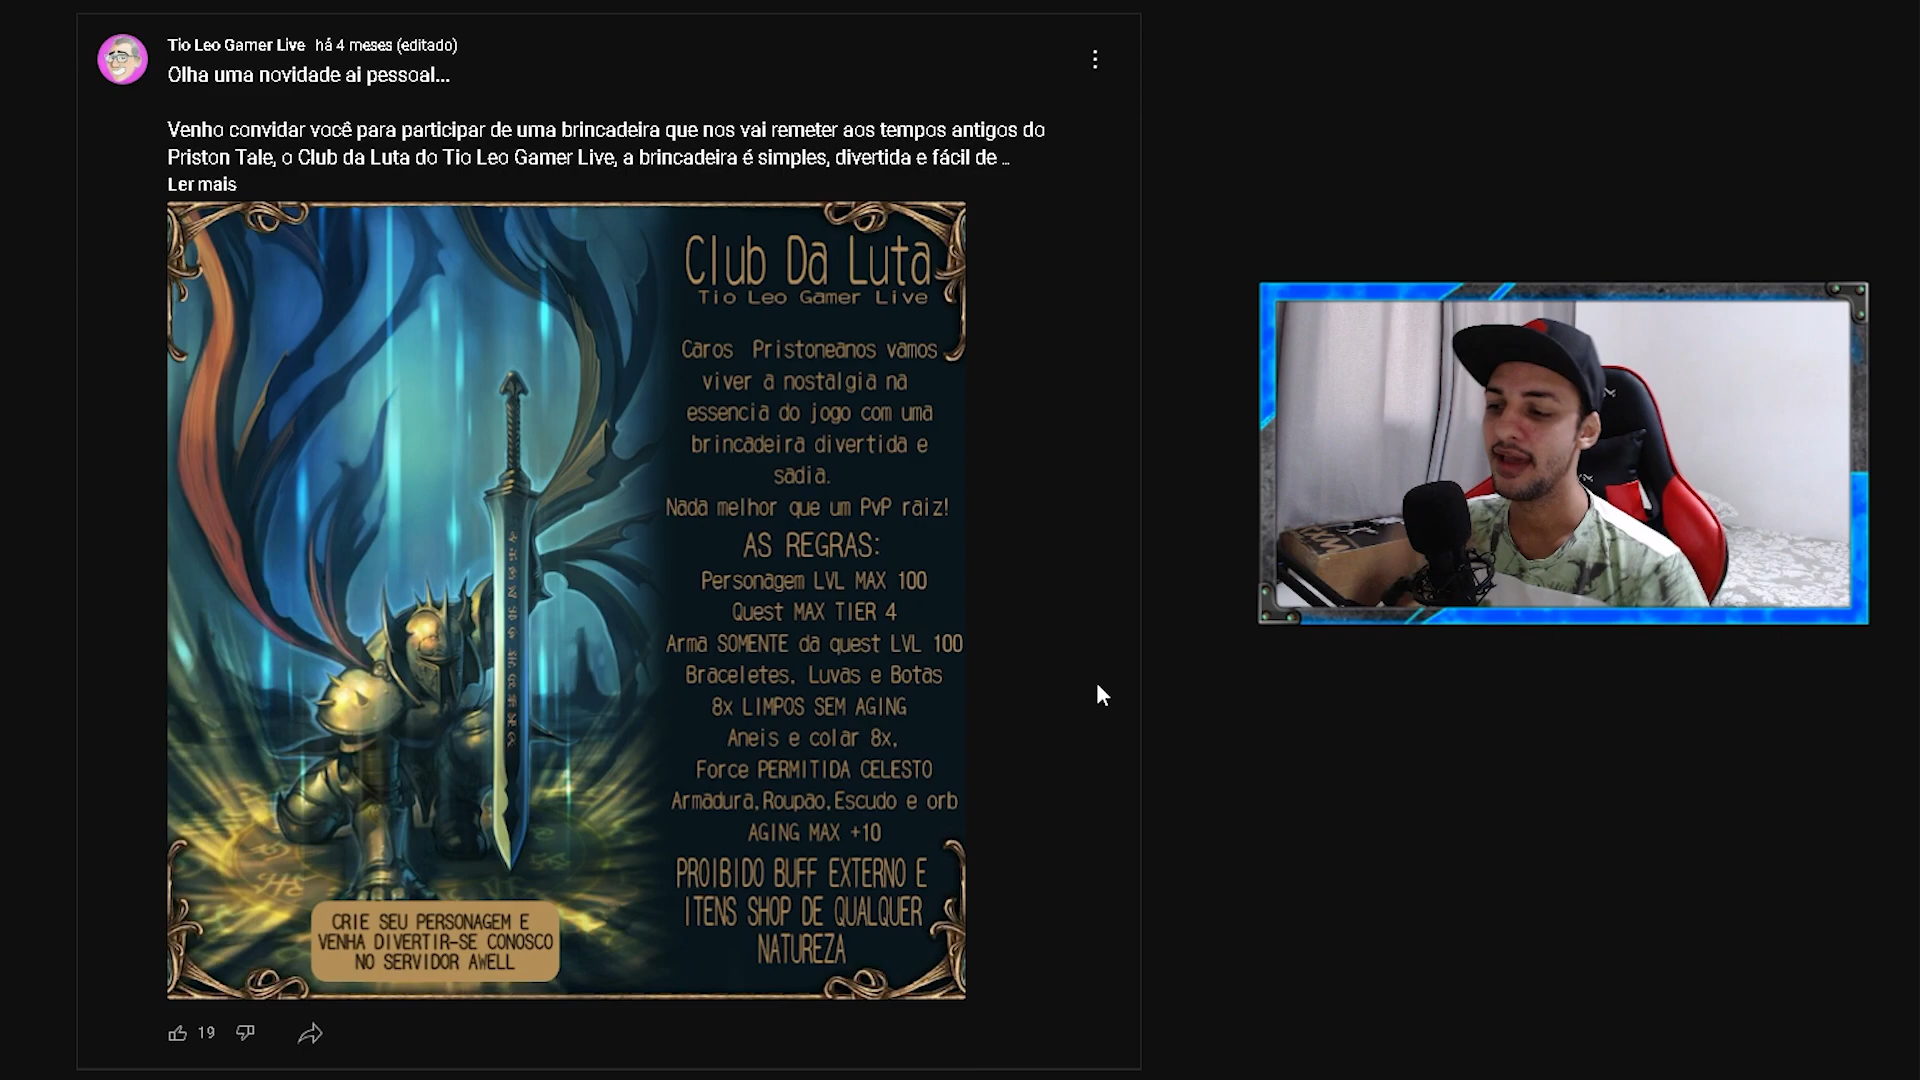 Tio Leo Gamer Live há 4 meses (editado)
Olha uma novidade ai pessoal...
Venho convidar você para participar de uma brincadeira que nos vai remeter aos tempos antigos do
Priston Tale, o Club da Luta do Tio Leo Gamer Live, a brincadeira é simples, divertida e fácil de ...
Ler mais
Club Da Luta
Tio Leo Gamer Live
Caros Pristoneanos vamos
viver a nostalgia na
essencia do jogo com uma
brincadeira divertida e
sadia.
Nada melhor que um PvP raiz!
AS REGRAS:
Personagem LVL MAX 100
Quest MAX TIER 4
Arma SOMENTE da quest LVL 100
Braceletes, Luvas e Botas
8x LIMPOS SEM AGING
Aneis e colar 8x,
Force PERMITIDA CELESTO
Armadura,Roupao,Escudo e orb
AGING MAX +10
PROIBIDO BUFF EXTERNO E
ITENS SHOP DE QUALQUER
NATUREZA
CRIE SEU PERSONAGEM E
VENHA DIVERTIR-SE CONOSCO
NO SERVIDOR AWELL
19